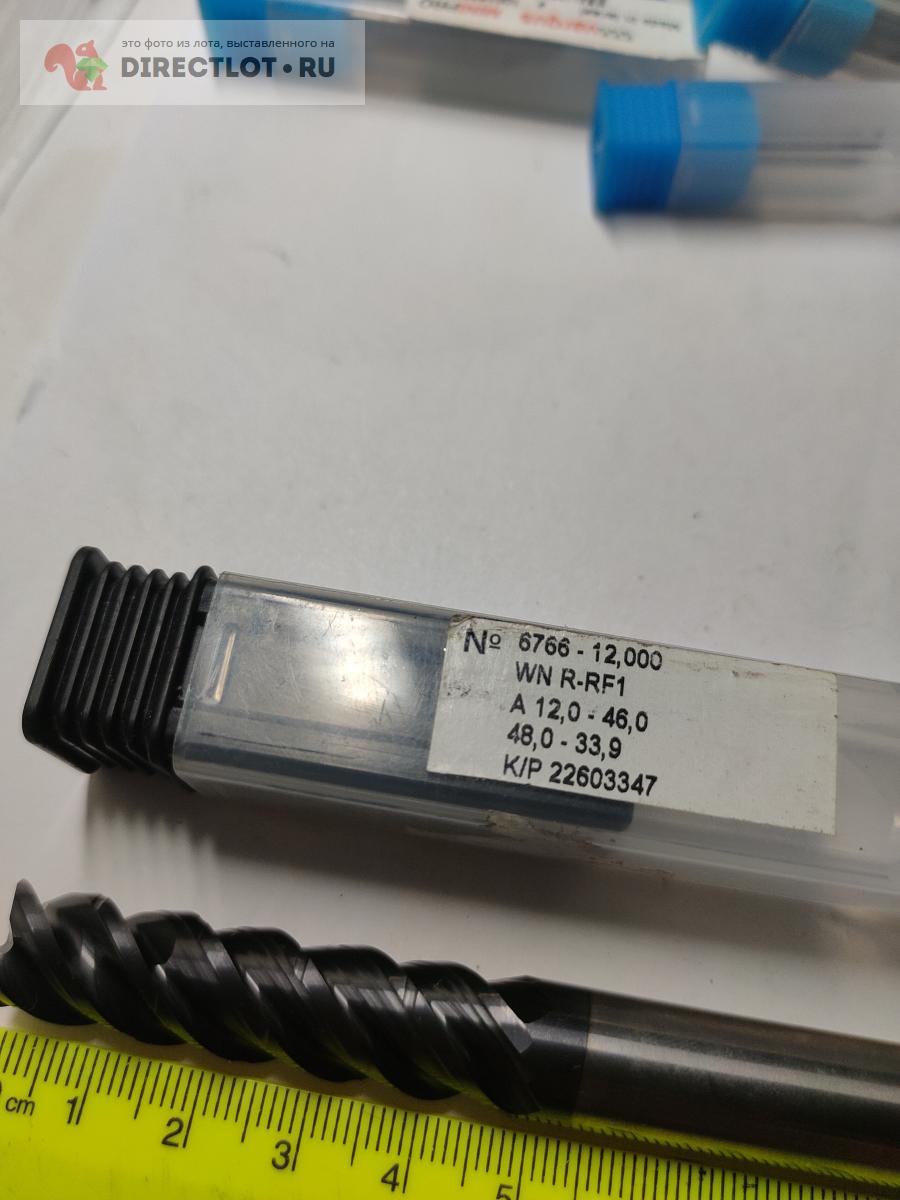 это фото из лота, выставленного на
DIRECTLOT•RU
Nº 6766 - 12,000
WN R-RF1
A 12,0 - 46,0
48,0 - 33,9
K/P 22603347
cm 1 2 3 4 5